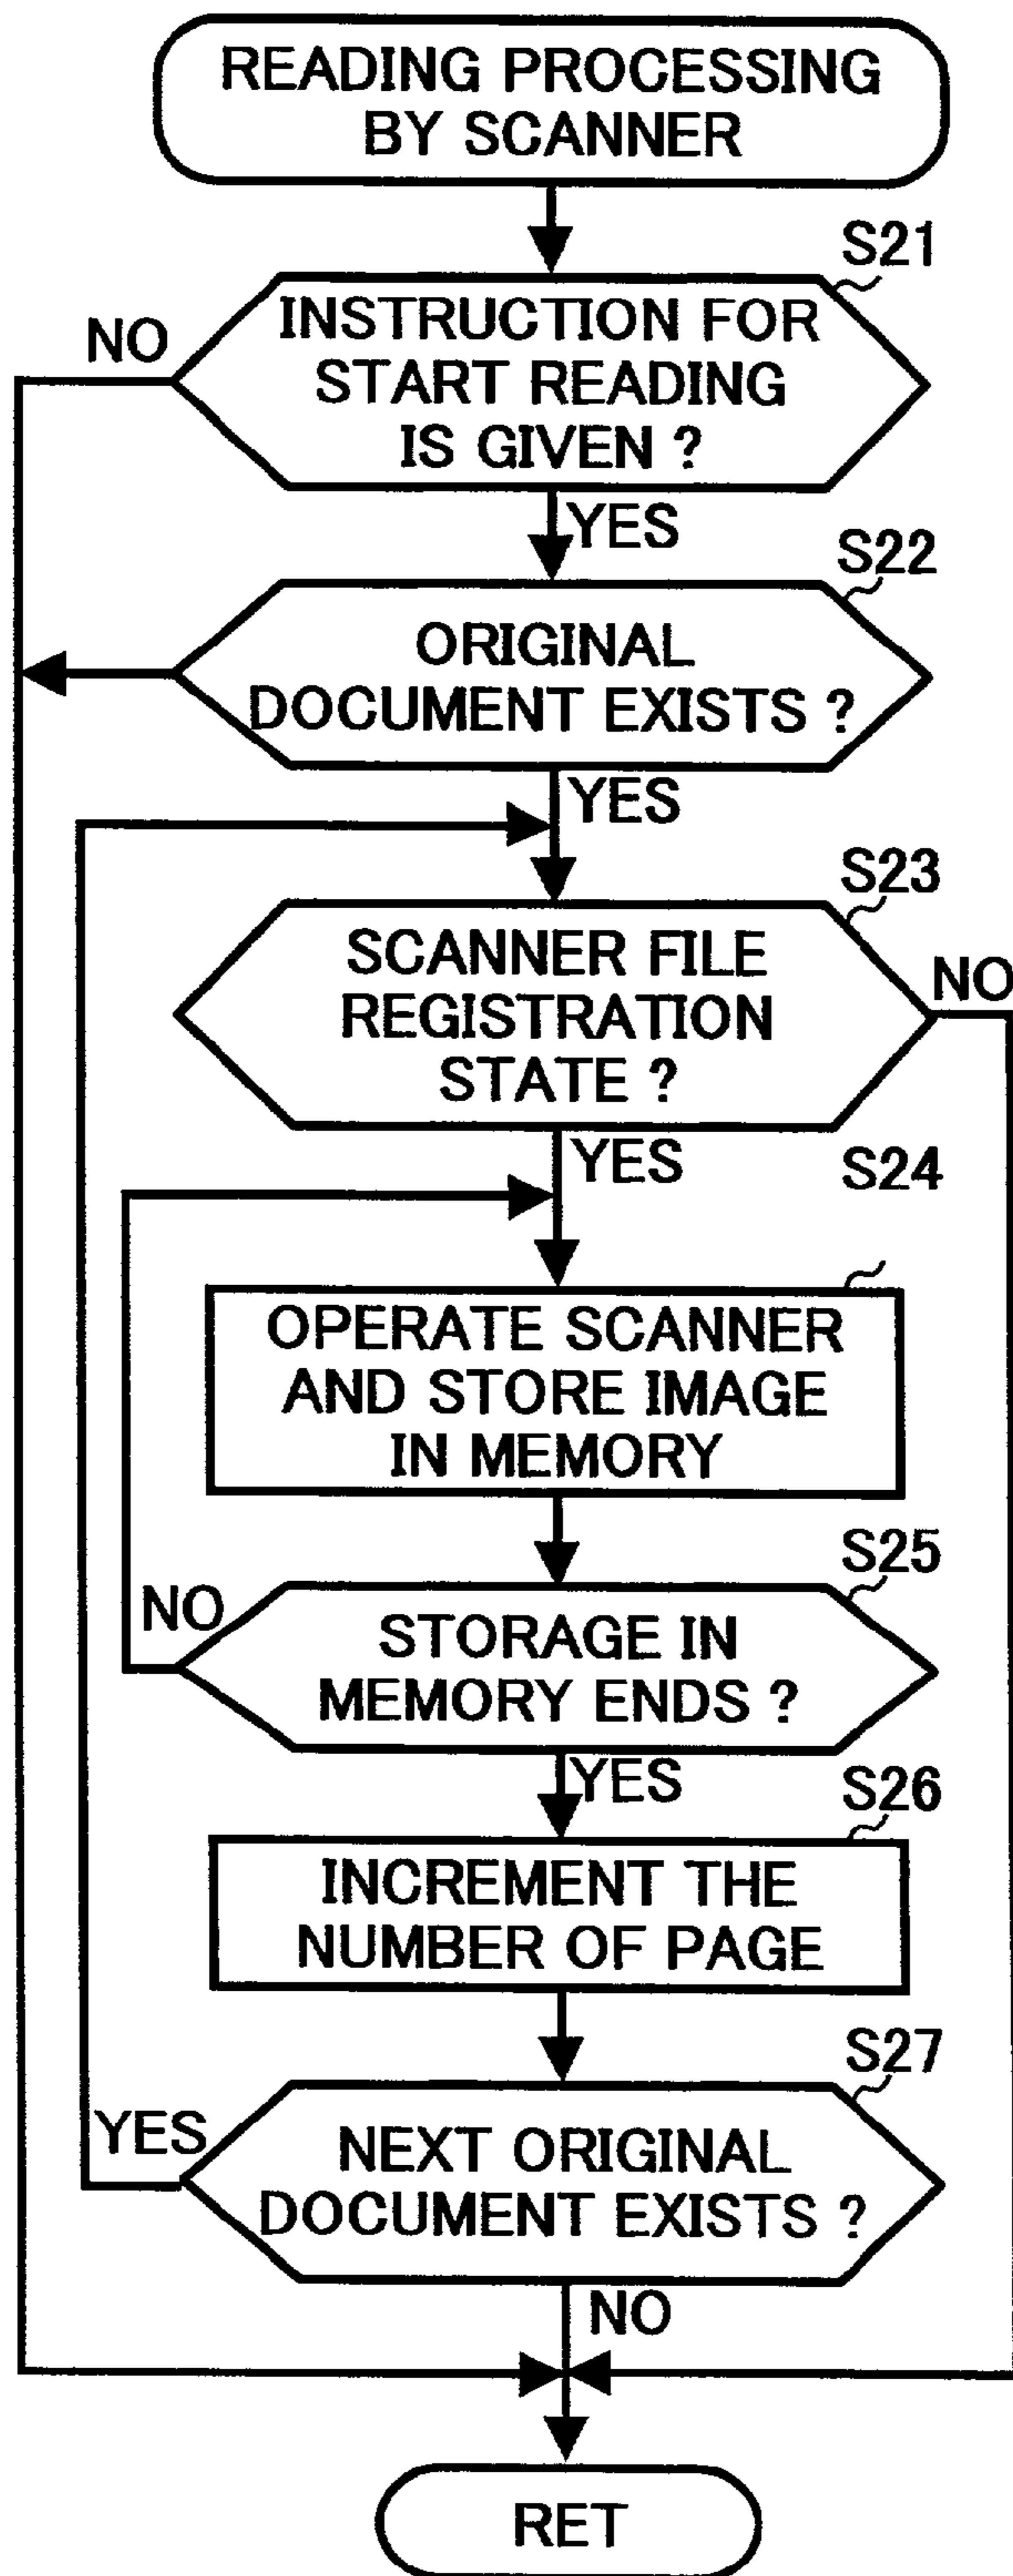 READING PROCESSING
BY SCANNER
S21
NO
INSTRUCTION FOR
START READING
IS GIVEN ?
YES
S22
ORIGINAL
DOCUMENT EXISTS ?
YES
S23
SCANNER FILE
REGISTRATION
STATE ?
NO
YES
S24
OPERATE SCANNER
AND STORE IMAGE
IN MEMORY
S25
NO
STORAGE IN
MEMORY ENDS ?
YES
S26
INCREMENT THE
NUMBER OF PAGE
S27
YES
NEXT ORIGINAL
DOCUMENT EXISTS ?
NO
RET